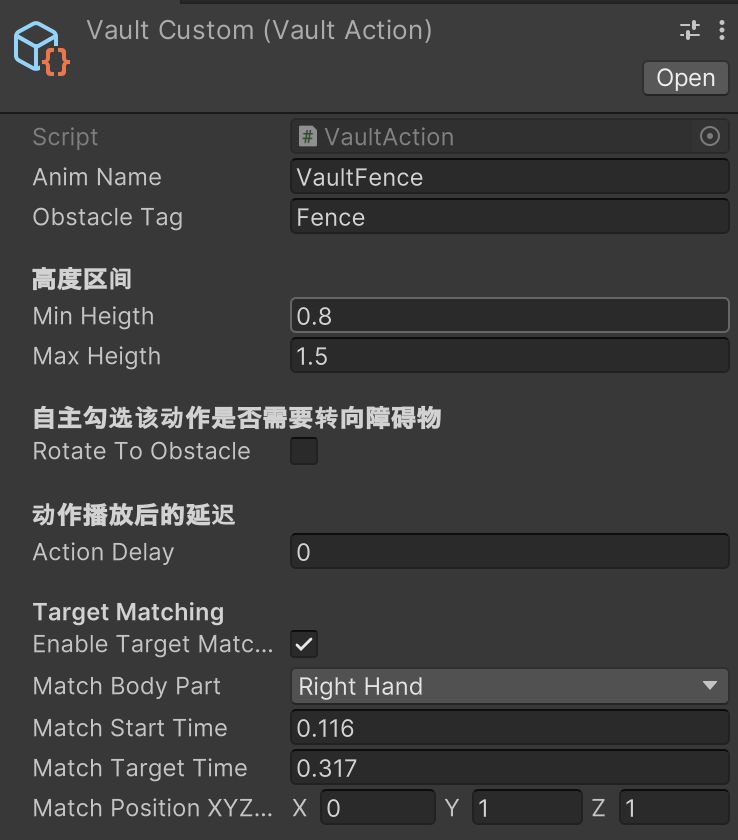 Vault Custom (Vault Action)
Open
Script # VaultAction
Anim Name VaultFence
Obstacle Tag Fence
高度区间
Min Heigth 0.8
Max Heigth 1.5
自主勾选该动作是否需要转向障碍物
Rotate To Obstacle
动作播放后的延迟
Action Delay 0
Target Matching
Enable Target Matc...
Match Body Part Right Hand
Match Start Time 0.116
Match Target Time 0.317
Match Position XYZ... X 0 Y 1 Z 1